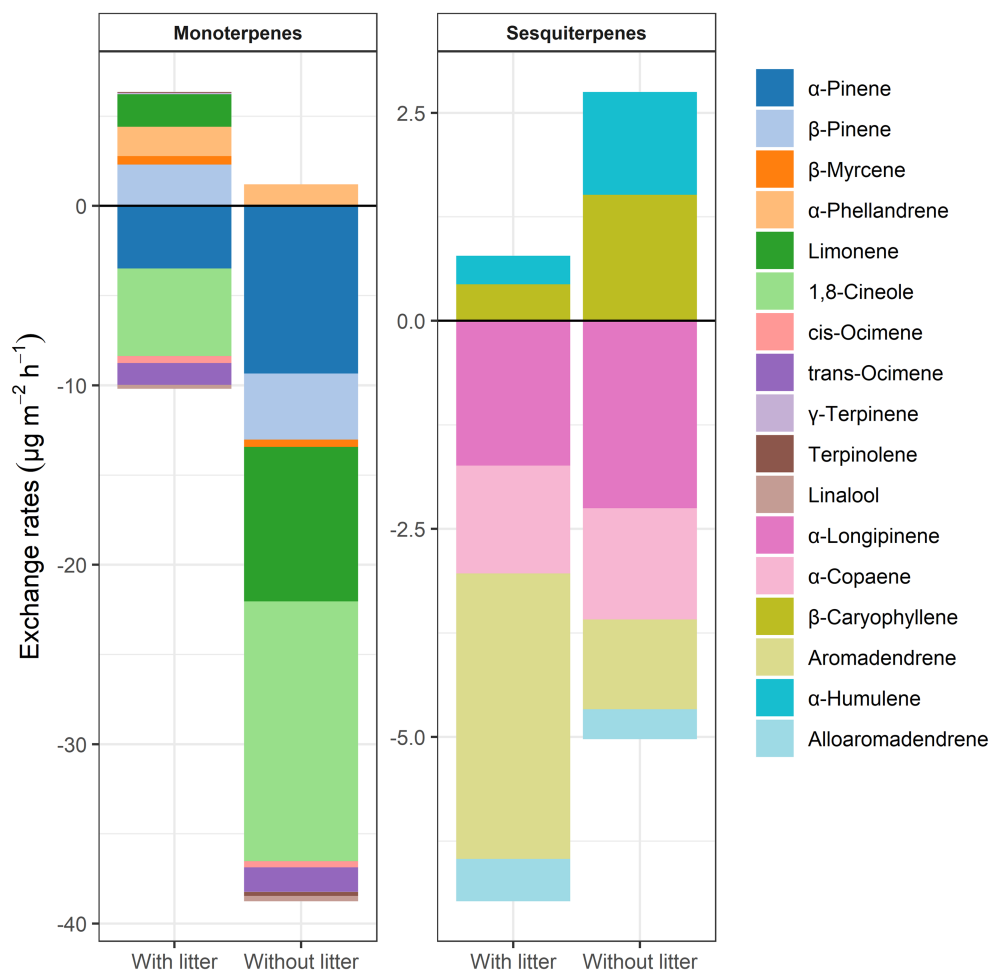 Monoterpenes
Sesquiterpenes
Exchange rates (µg m−2 h−1)
0
-10
-20
-30
-40
2.5
0.0
-2.5
-5.0
With litter
Without litter
With litter
Without litter
α-Pinene
β-Pinene
β-Myrcene
α-Phellandrene
Limonene
1,8-Cineole
cis-Ocimene
trans-Ocimene
γ-Terpinene
Terpinolene
Linalool
α-Longipinene
α-Copaene
β-Caryophyllene
Aromadendrene
α-Humulene
Alloaromadendrene